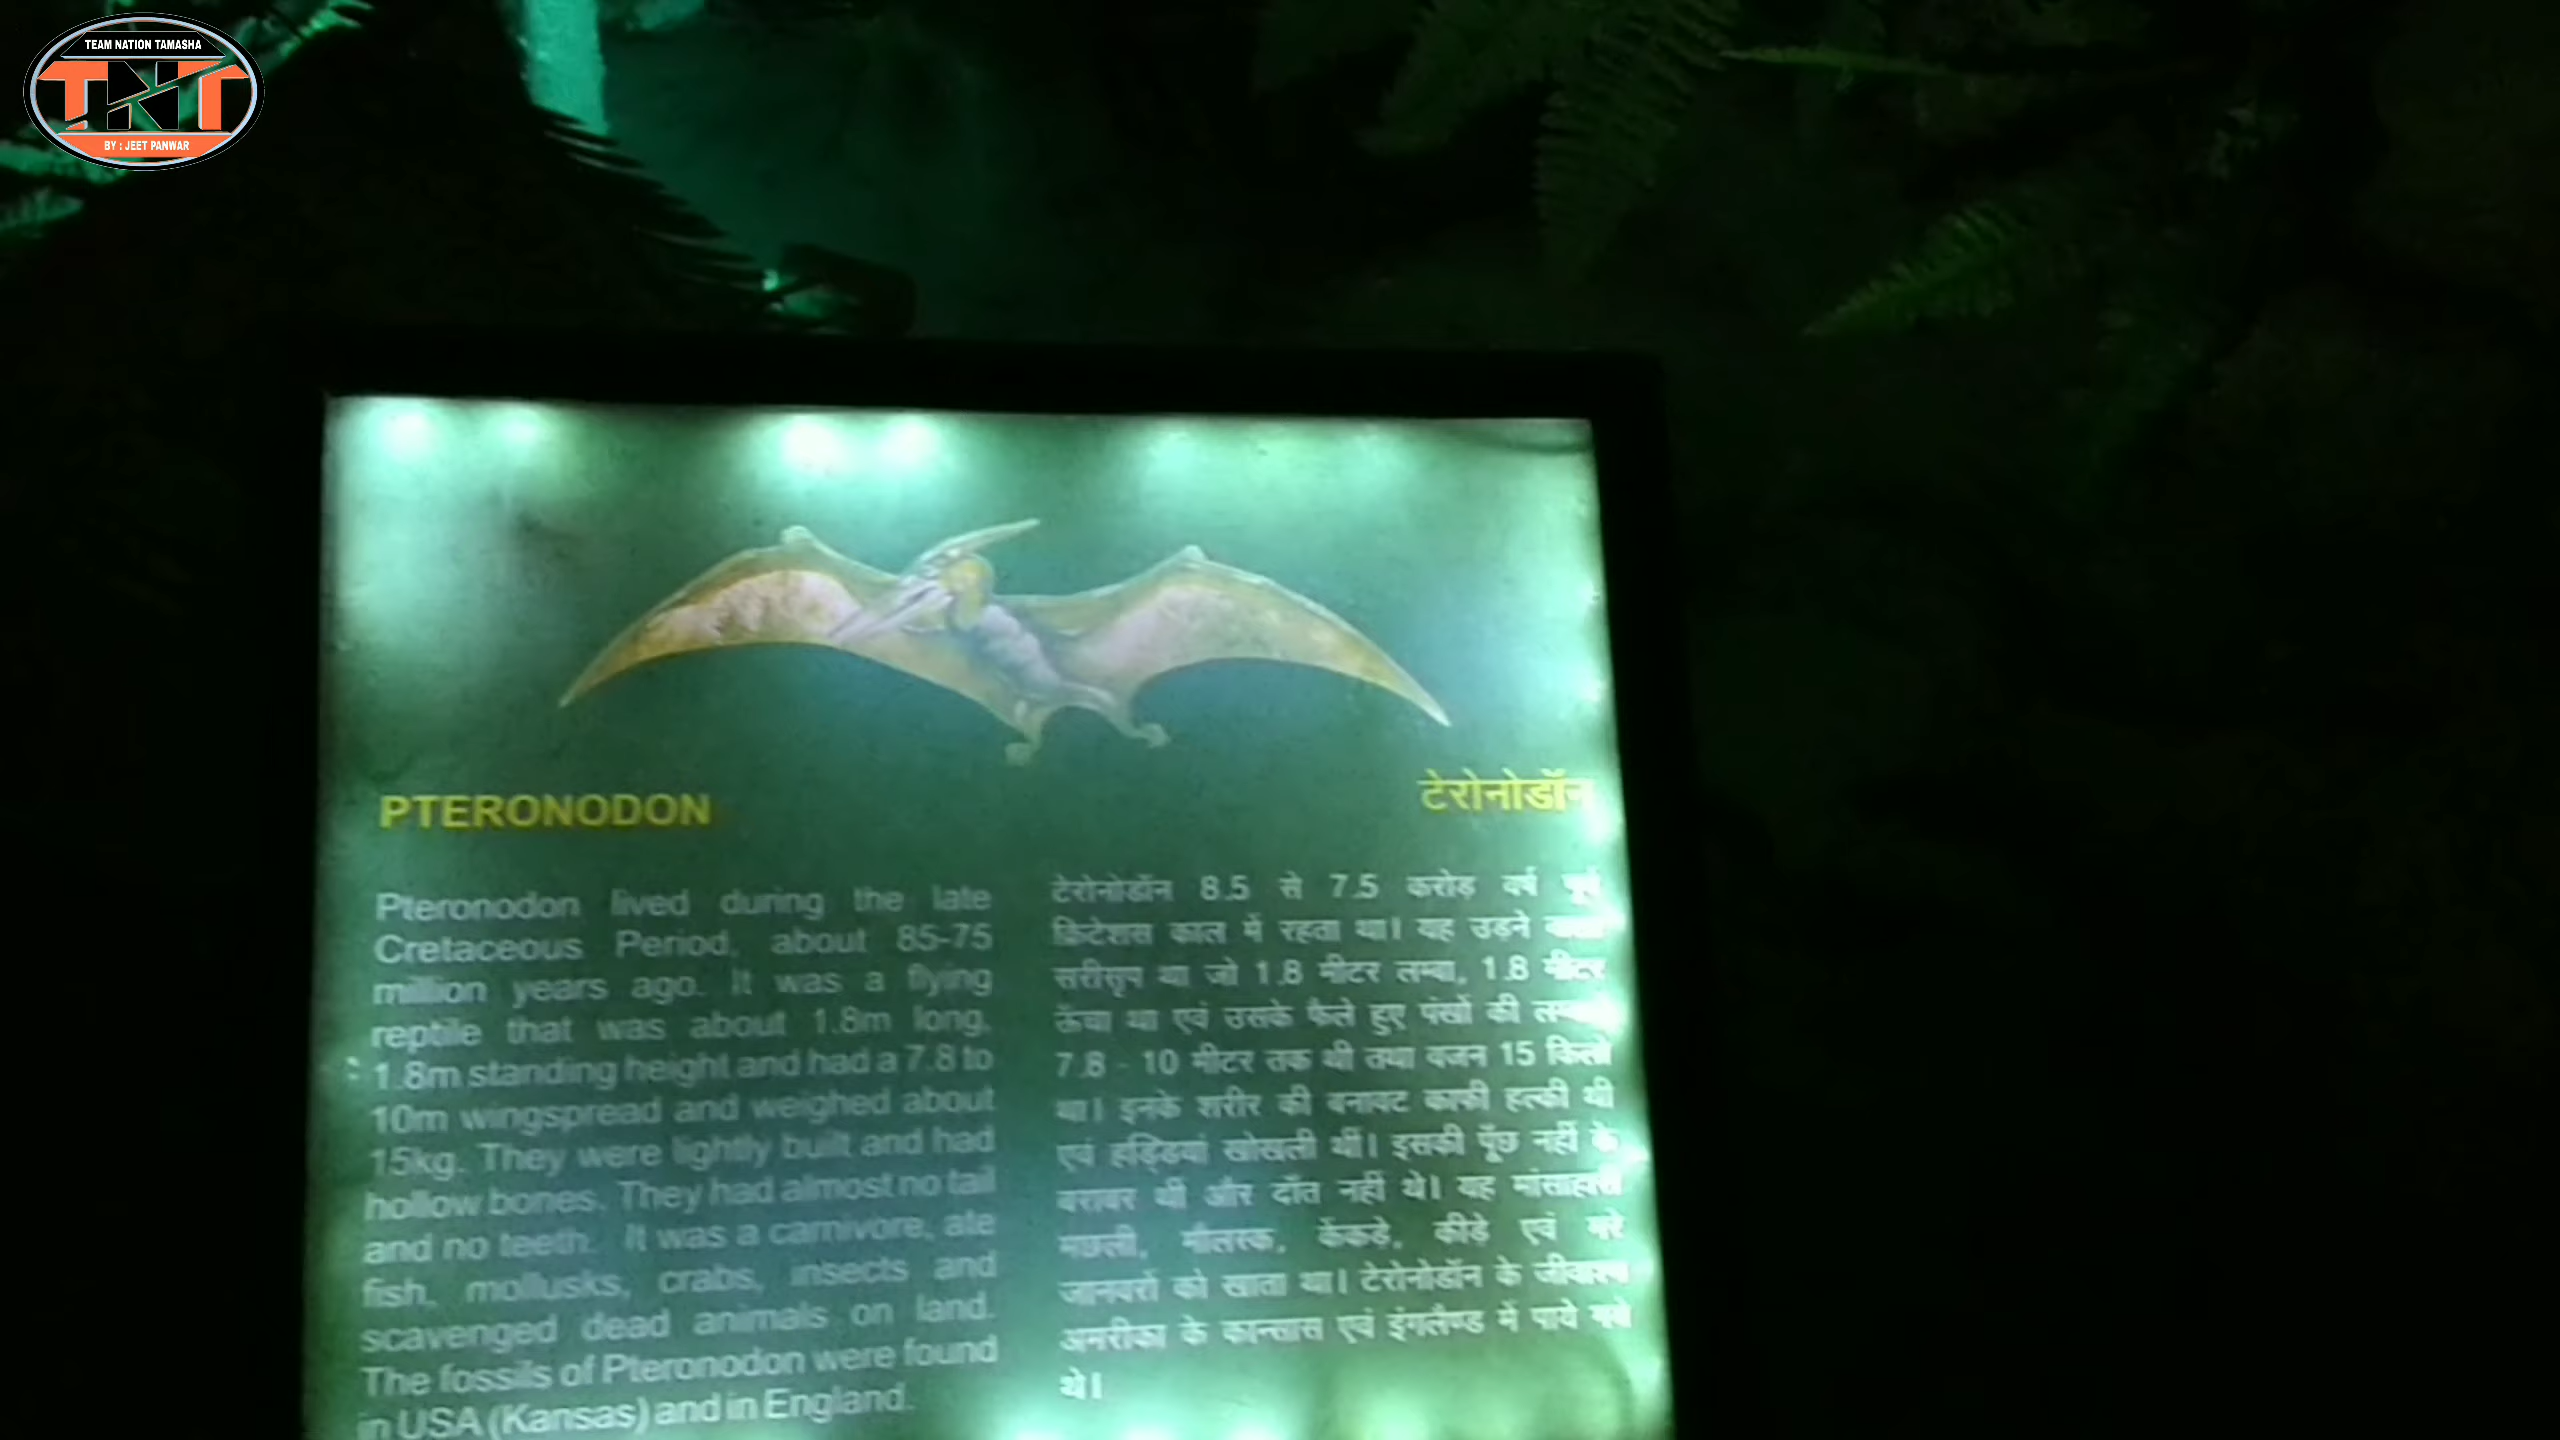 TEAM NATION TAMASHA
TNT
BY : JEET PANWAR
PTERONODON
टेरोनोडॉन
Pteronodon lived during the late
Cretaceous Period, about 85-75
million years ago. It was a flying
reptile that was about 1.8m long,
1.8m standing height and had a 7.8 to
10m wingspread and weighed about
15kg. They were lightly built and had
hollow bones. They had almost no tail
and no teeth. It was a carnivore, ate
fish, mollusks, crabs, insects and
scavenged dead animals on land.
The fossils of Pteronodon were found
in USA (Kansas) and in England.
टेरोनोडॉन 8.5 से 7.5 करोड़ वर्ष पूर्व
क्रिटेशस काल में रहता था। यह उड़ने
सरीसृप था जो 1.8 मीटर लम्बा, 1.8 मीटर
ऊँचा था एवं उसके फैले हुए पंखों की
7.8 - 10 मीटर तक थी तथा वजन 15 किलो
था। इनके शरीर की बनावट काफी हल्की थी
एवं हड्डियां खोखली थीं। इसकी पूँछ नहीं के
बराबर थी और दाँत नहीं थे। यह मांसाहारी
मछली, मौलस्क, केंकड़े, कीड़े एवं मरे
जानवरों को खाता था। टेरोनोडॉन के जीवाश्म
अमरीका के कान्सास एवं इंगलैण्ड में पाये गये
थे।